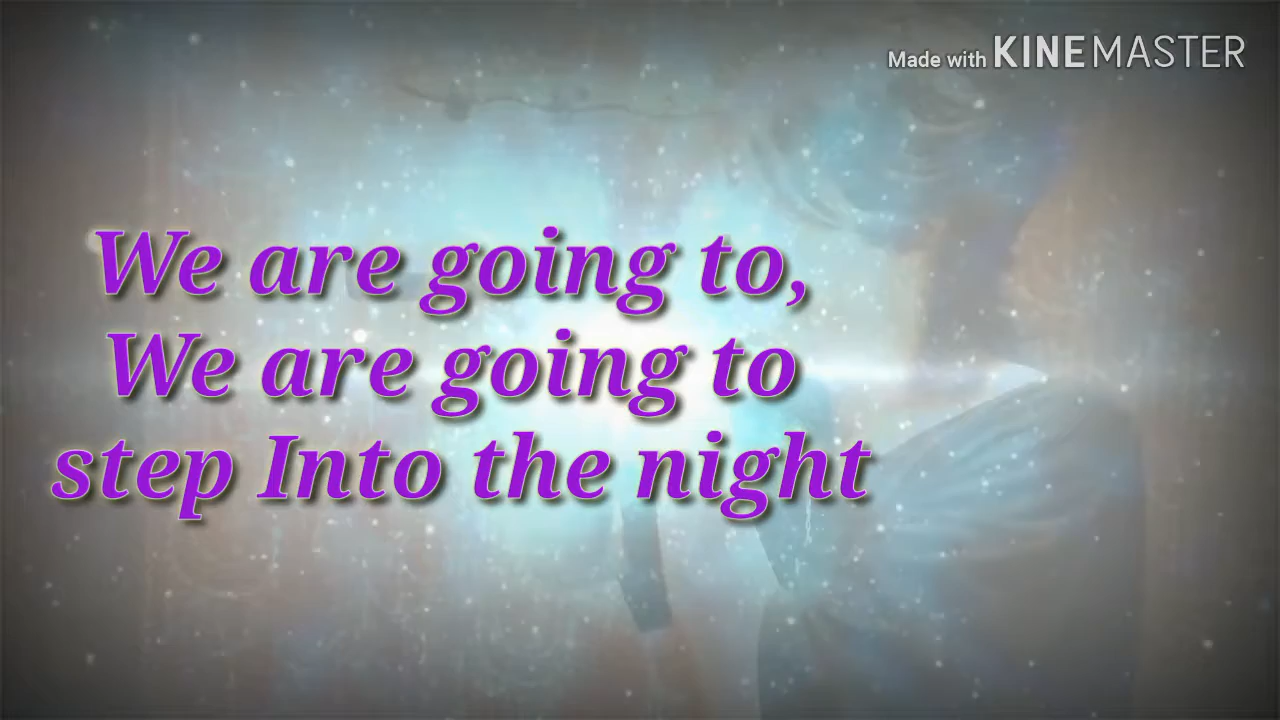 Made with KINEMASTER
We are going to,
We are going to
step Into the night